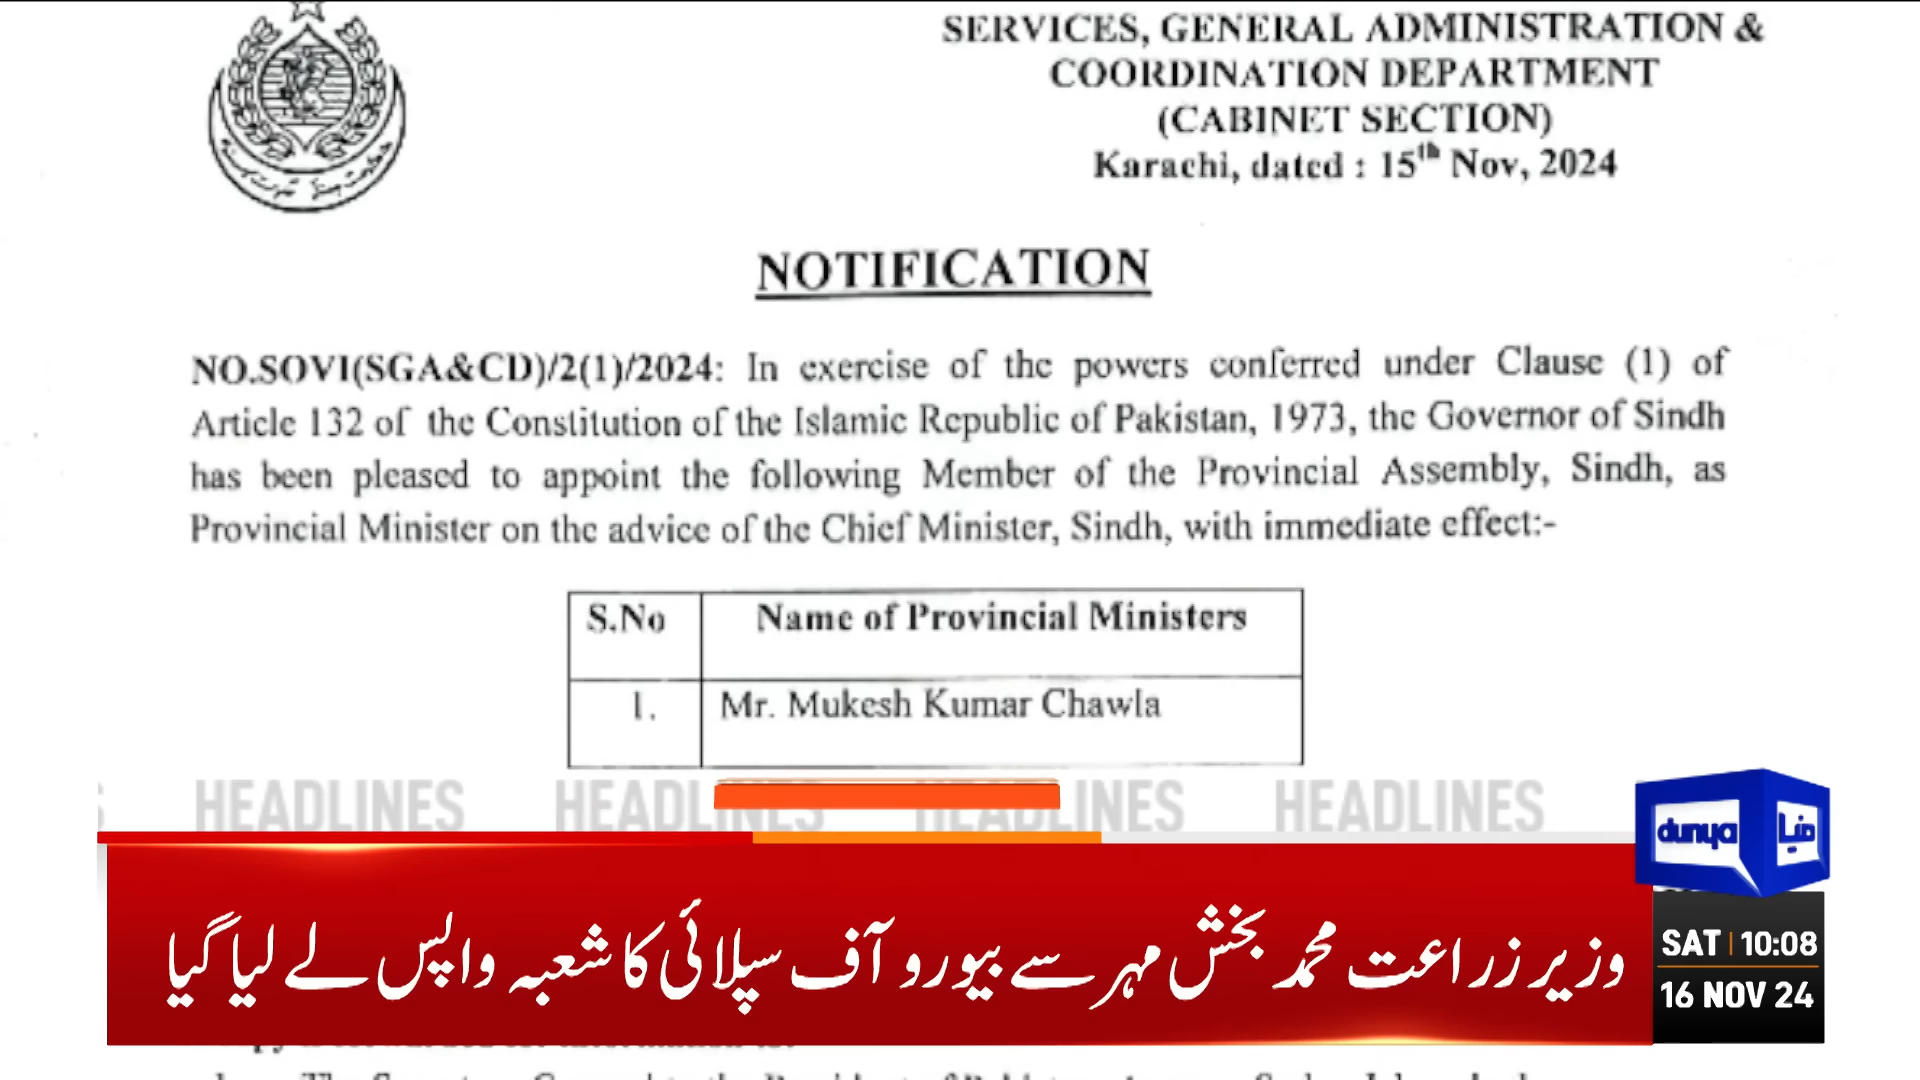 SERVICES, GENERAL ADMINISTRATION &
COORDINATION DEPARTMENT
(CABINET SECTION)
Karachi, dated : 15th Nov, 2024
NOTIFICATION
NO.SOVI(SGA&CD)/2(1)/2024: In exercise of the powers conferred under Clause (1) of
Article 132 of the Constitution of the Islamic Republic of Pakistan, 1973, the Governor of Sindh
has been pleased to appoint the following Member of the Provincial Assembly, Sindh, as
Provincial Minister on the advice of the Chief Minister, Sindh, with immediate effect:-
S.No Name of Provincial Ministers
1. Mr. Mukesh Kumar Chawla
HEADLINES HEADLINES HEADLINES HEADLINES
dunya دنیا
وزیر زراعت محمد بخش مہر سے بیورو آف سپلائی کا شعبہ واپس لے لیا گیا
SAT | 10:08
16 NOV 24